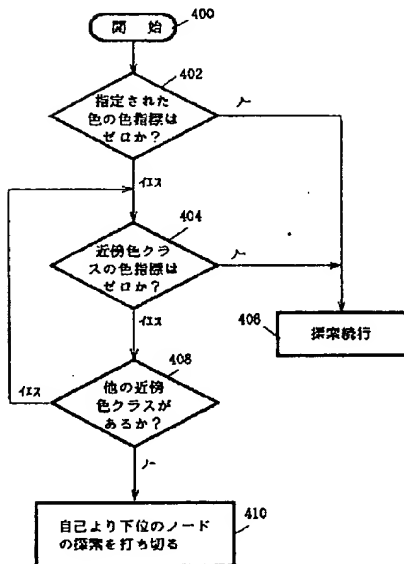 開 始
400
402
指定された
色の色指標は
ゼロか？
ノー
イエス
404
近傍色クラ
スの色指標は
ゼロか？
ノー
イエス
406
探索続行
408
イエス
他の近傍
色クラスが
あるか？
ノー
410
自己より下位のノード
の探索を打ち切る